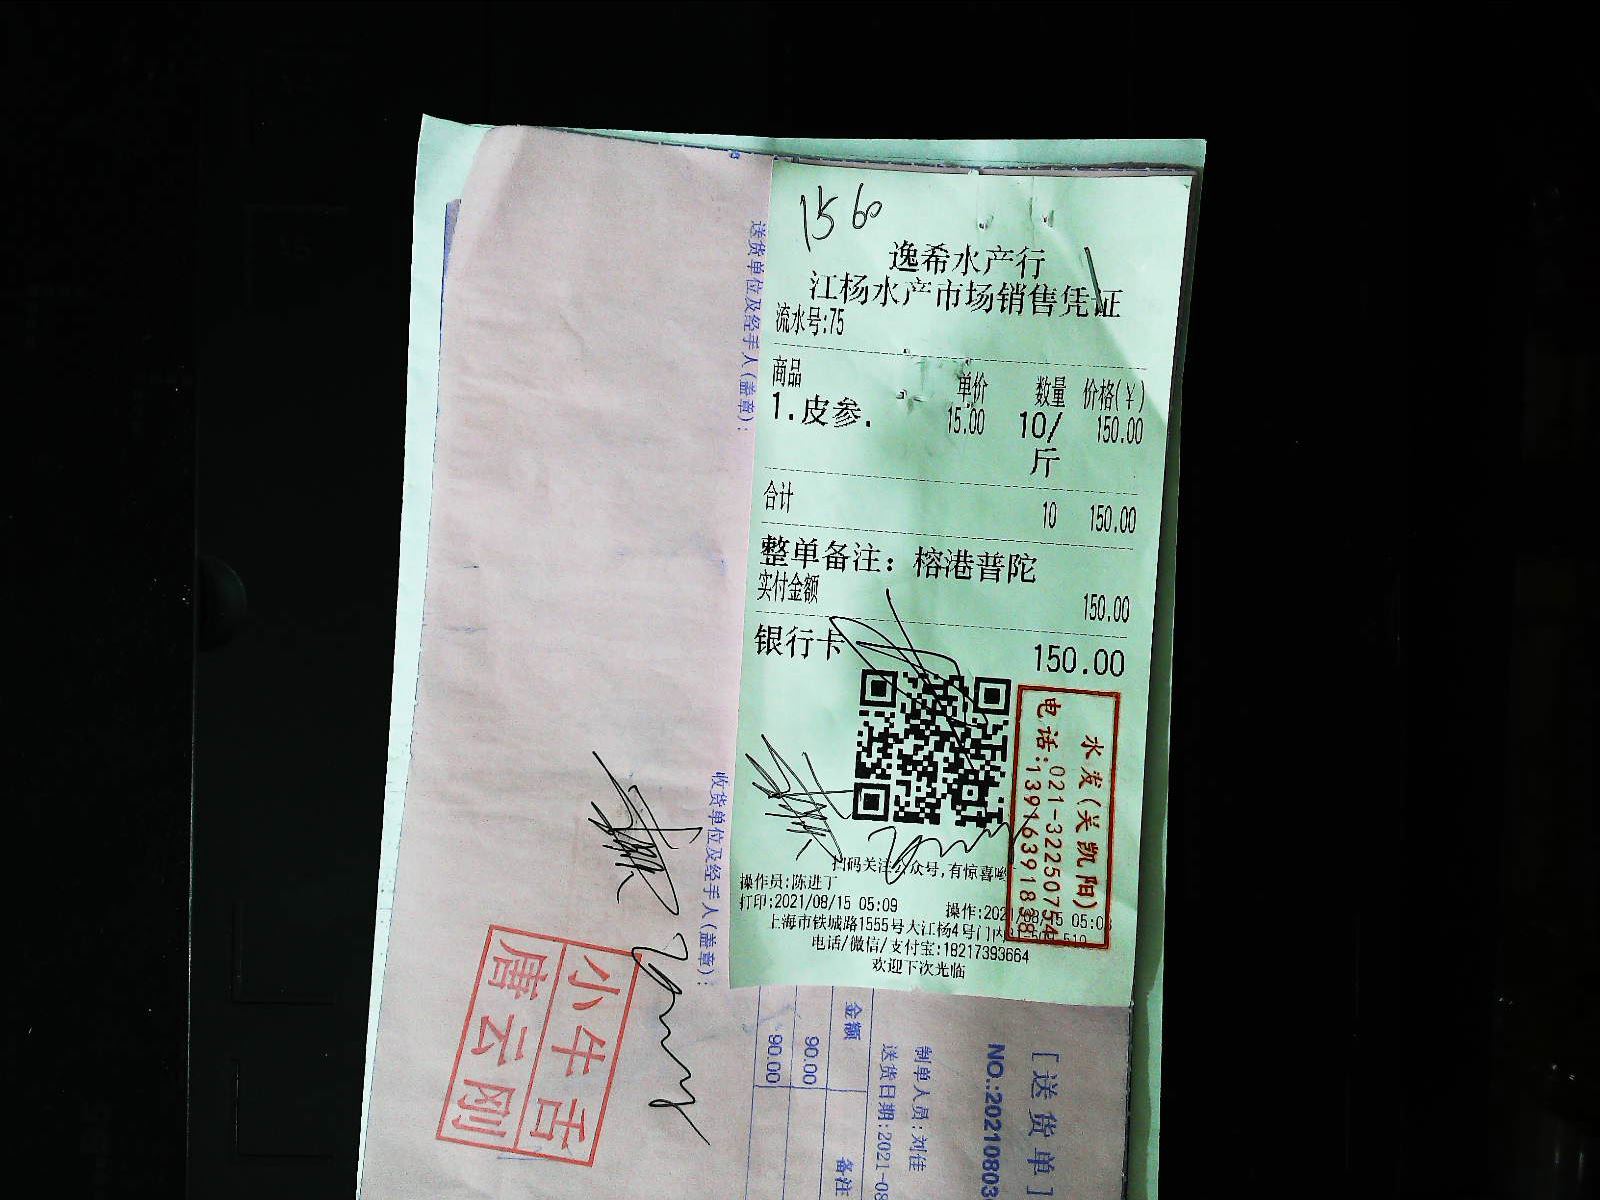 1560
逸希水产行
江杨水产市场销售凭证
流水号:75
商品 单价 数量 价格(¥)
1.皮参. 15.00 10/斤 150.00
合计 10 150.00
整单备注：榕港普陀
实付金额 150.00
银行卡 150.00
扫码关注公众号,有惊喜哟
操作员:陈进丁
打印:2021/08/15 05:09 操作:2021/08/15 05:08
上海市铁城路1555号大江杨4号门内
电话/微信/支付宝:18217393664
欢迎下次光临
水发(关凯阳)
电话:021-32250754
13916391838
送货单位及经手人(盖章):
收货单位及经手人(盖章):
小牛舌
唐云刚
[送货单]
NO.:20210803
制单人员:刘佳
送货日期:2021-08
金额 备注
90.00
90.00